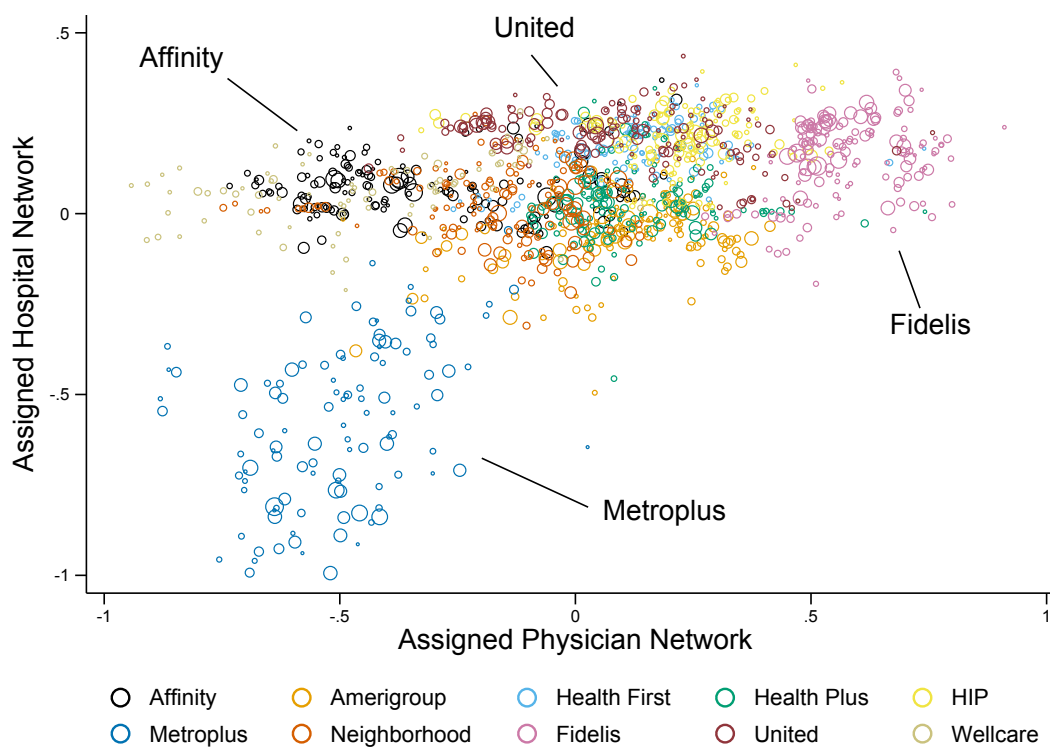 Assigned Hospital Network
.5
0
-.5
-1
Affinity
United
Fidelis
Metroplus
-1
-.5
0
.5
1
Assigned Physician Network
Affinity
Amerigroup
Health First
Health Plus
HIP
Metroplus
Neighborhood
Fidelis
United
Wellcare